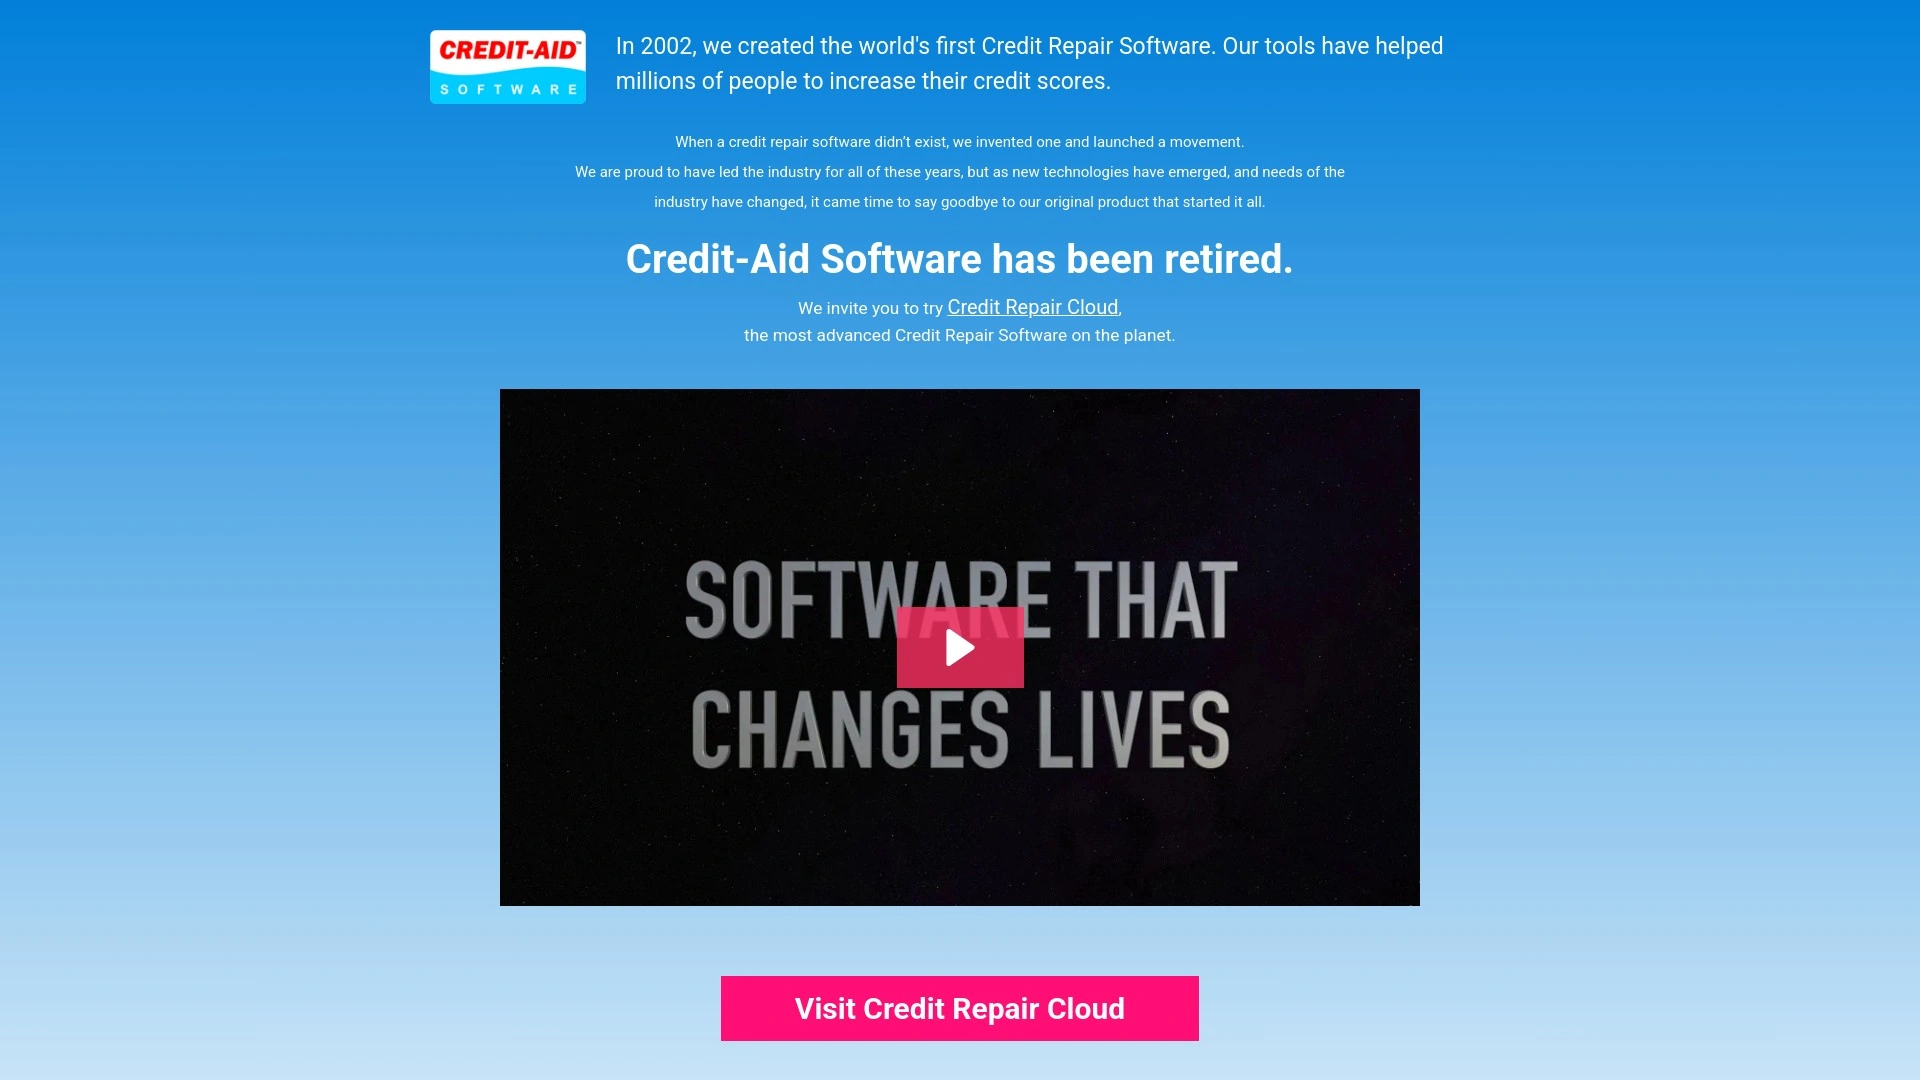 CREDIT-AID™
SOFTWARE
In 2002, we created the world's first Credit Repair Software. Our tools have helped
millions of people to increase their credit scores.
When a credit repair software didn’t exist, we invented one and launched a movement.
We are proud to have led the industry for all of these years, but as new technologies have emerged, and needs of the
industry have changed, it came time to say goodbye to our original product that started it all.
Credit-Aid Software has been retired.
We invite you to try Credit Repair Cloud,
the most advanced Credit Repair Software on the planet.
SOFTWARE THAT
CHANGES LIVES
Visit Credit Repair Cloud